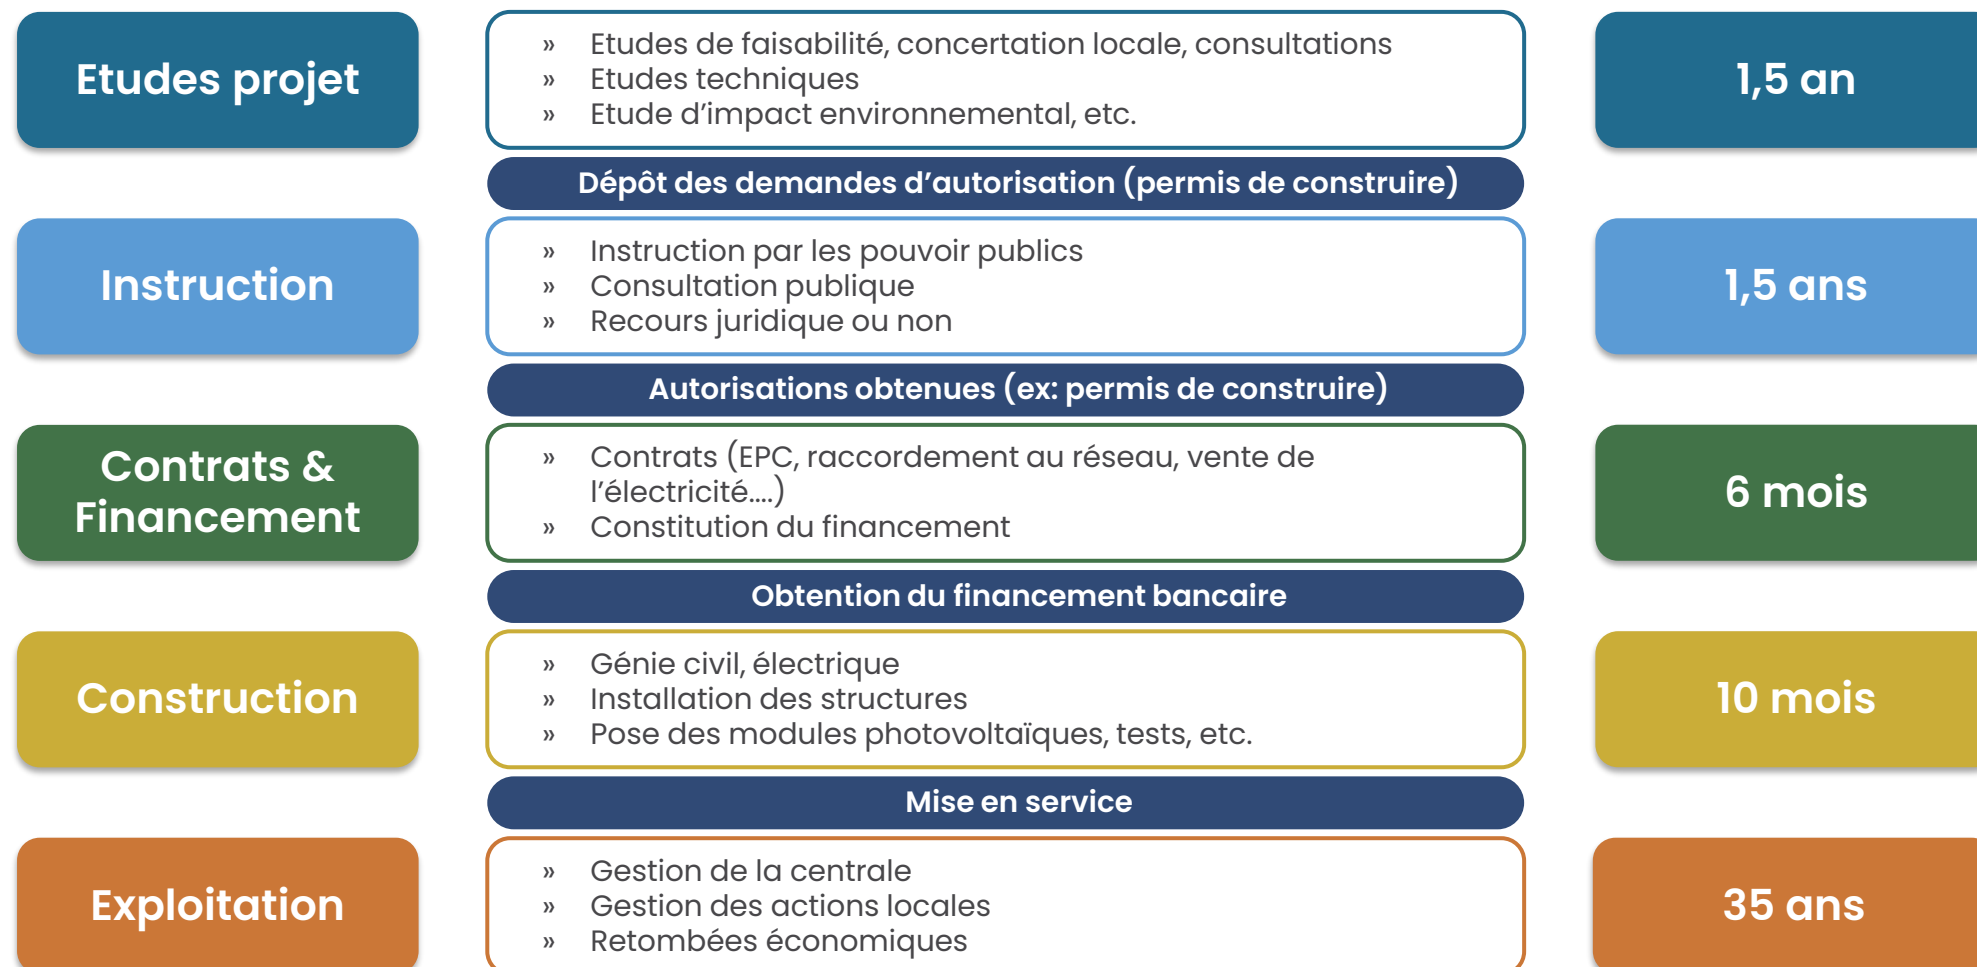 Etudes projet
» Etudes de faisabilité, concertation locale, consultations
» Etudes techniques
» Etude d’impact environnemental, etc.
1,5 an
Dépôt des demandes d’autorisation (permis de construire)
Instruction
» Instruction par les pouvoir publics
» Consultation publique
» Recours juridique ou non
1,5 ans
Autorisations obtenues (ex: permis de construire)
Contrats &
Financement
» Contrats (EPC, raccordement au réseau, vente de
l’électricité....)
» Constitution du financement
6 mois
Obtention du financement bancaire
Construction
» Génie civil, électrique
» Installation des structures
» Pose des modules photovoltaïques, tests, etc.
10 mois
Mise en service
Exploitation
» Gestion de la centrale
» Gestion des actions locales
» Retombées économiques
35 ans